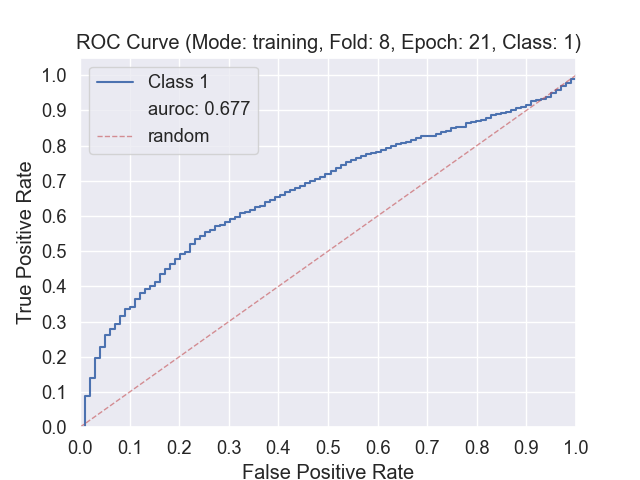 ROC Curve (Mode: training, Fold: 8, Epoch: 21, Class: 1)
Class 1
auroc: 0.677
random
True Positive Rate
1.0
0.9
0.8
0.7
0.6
0.5
0.4
0.3
0.2
0.1
0.0
0.0 0.1 0.2 0.3 0.4 0.5 0.6 0.7 0.8 0.9 1.0
False Positive Rate